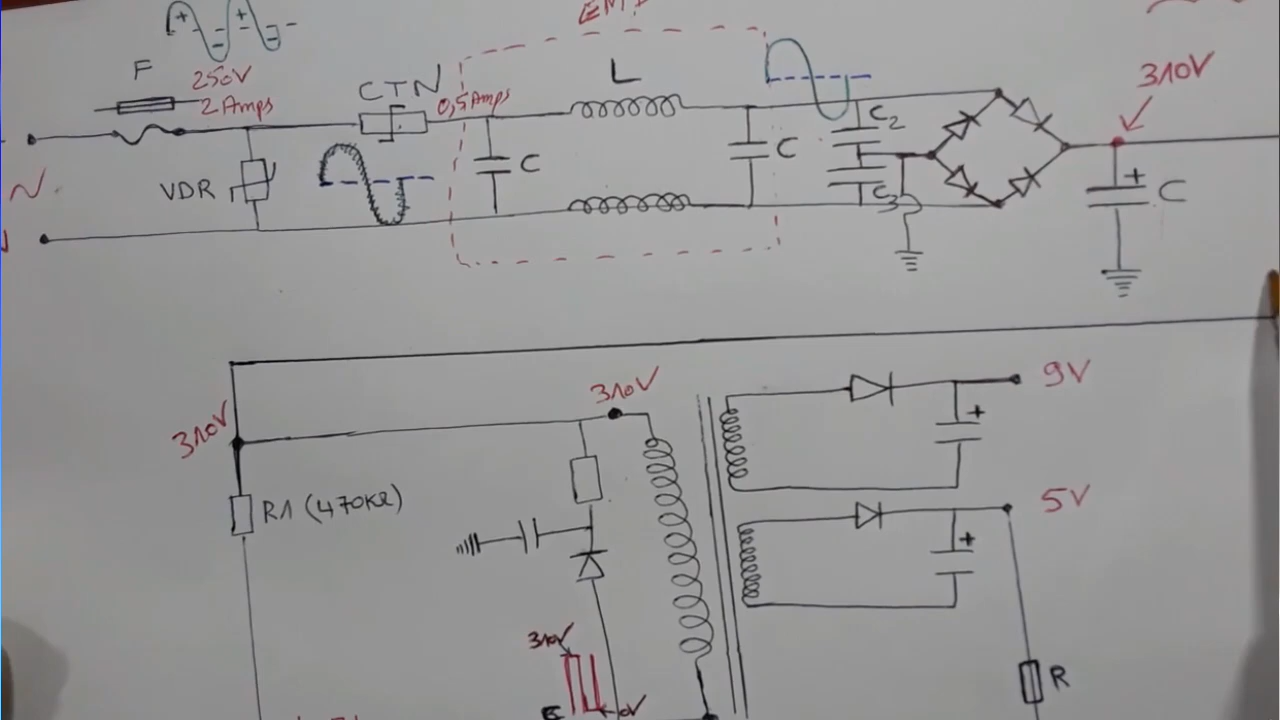 EMI
F
250V
2 Amps
CTN
0,5 Amps
L
C
C
C2
C3
310V
+
C
VDR
N
310V
310V
9V
+
R1 (470KΩ)
5V
+
310V
0V
R